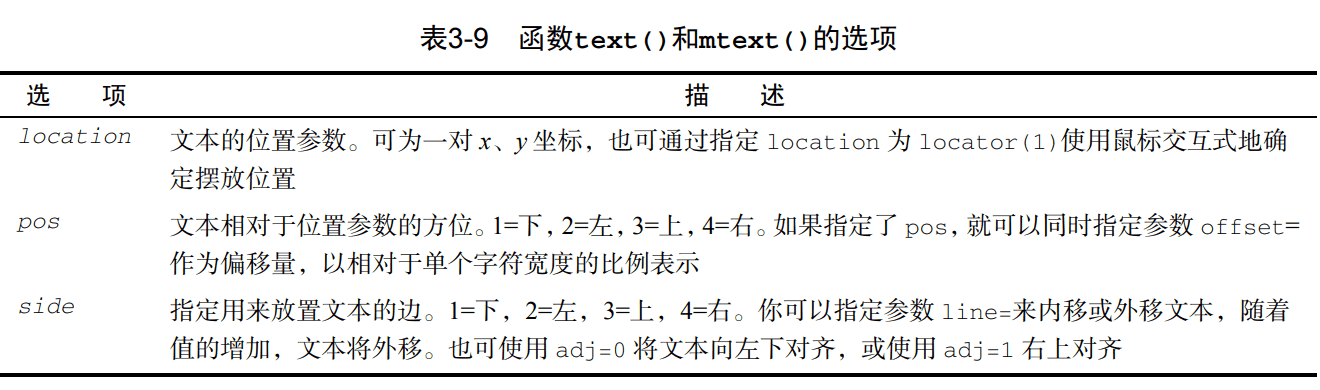 表3-9 函数text()和mtext()的选项
选 项 描 述
location 文本的位置参数。可为一对 x、y 坐标，也可通过指定 location 为 locator(1)使用鼠标交互式地确
定摆放位置
pos 文本相对于位置参数的方位。1=下，2=左，3=上，4=右。如果指定了 pos，就可以同时指定参数 offset=
作为偏移量，以相对于单个字符宽度的比例表示
side 指定用来放置文本的边。1=下，2=左，3=上，4=右。你可以指定参数 line=来内移或外移文本，随着
值的增加，文本将外移。也可使用 adj=0 将文本向左下对齐，或使用 adj=1 右上对齐